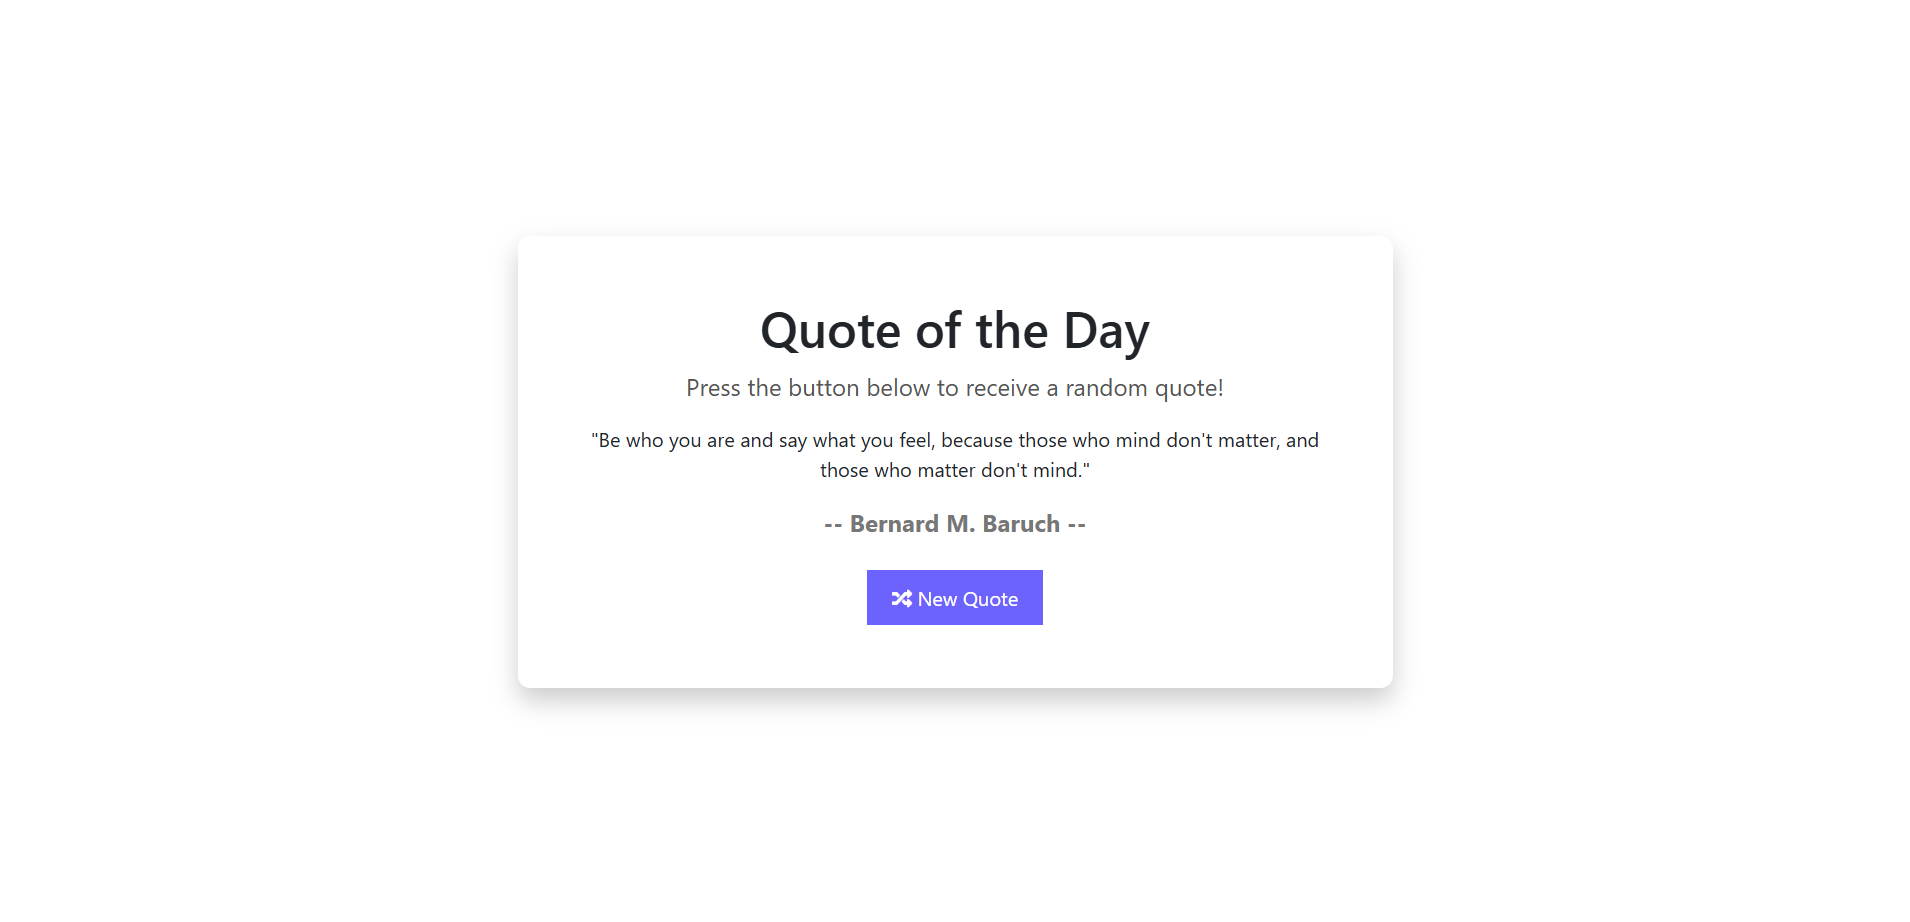 Quote of the Day
Press the button below to receive a random quote!
"Be who you are and say what you feel, because those who mind don't matter, and
those who matter don't mind."
-- Bernard M. Baruch --
New Quote